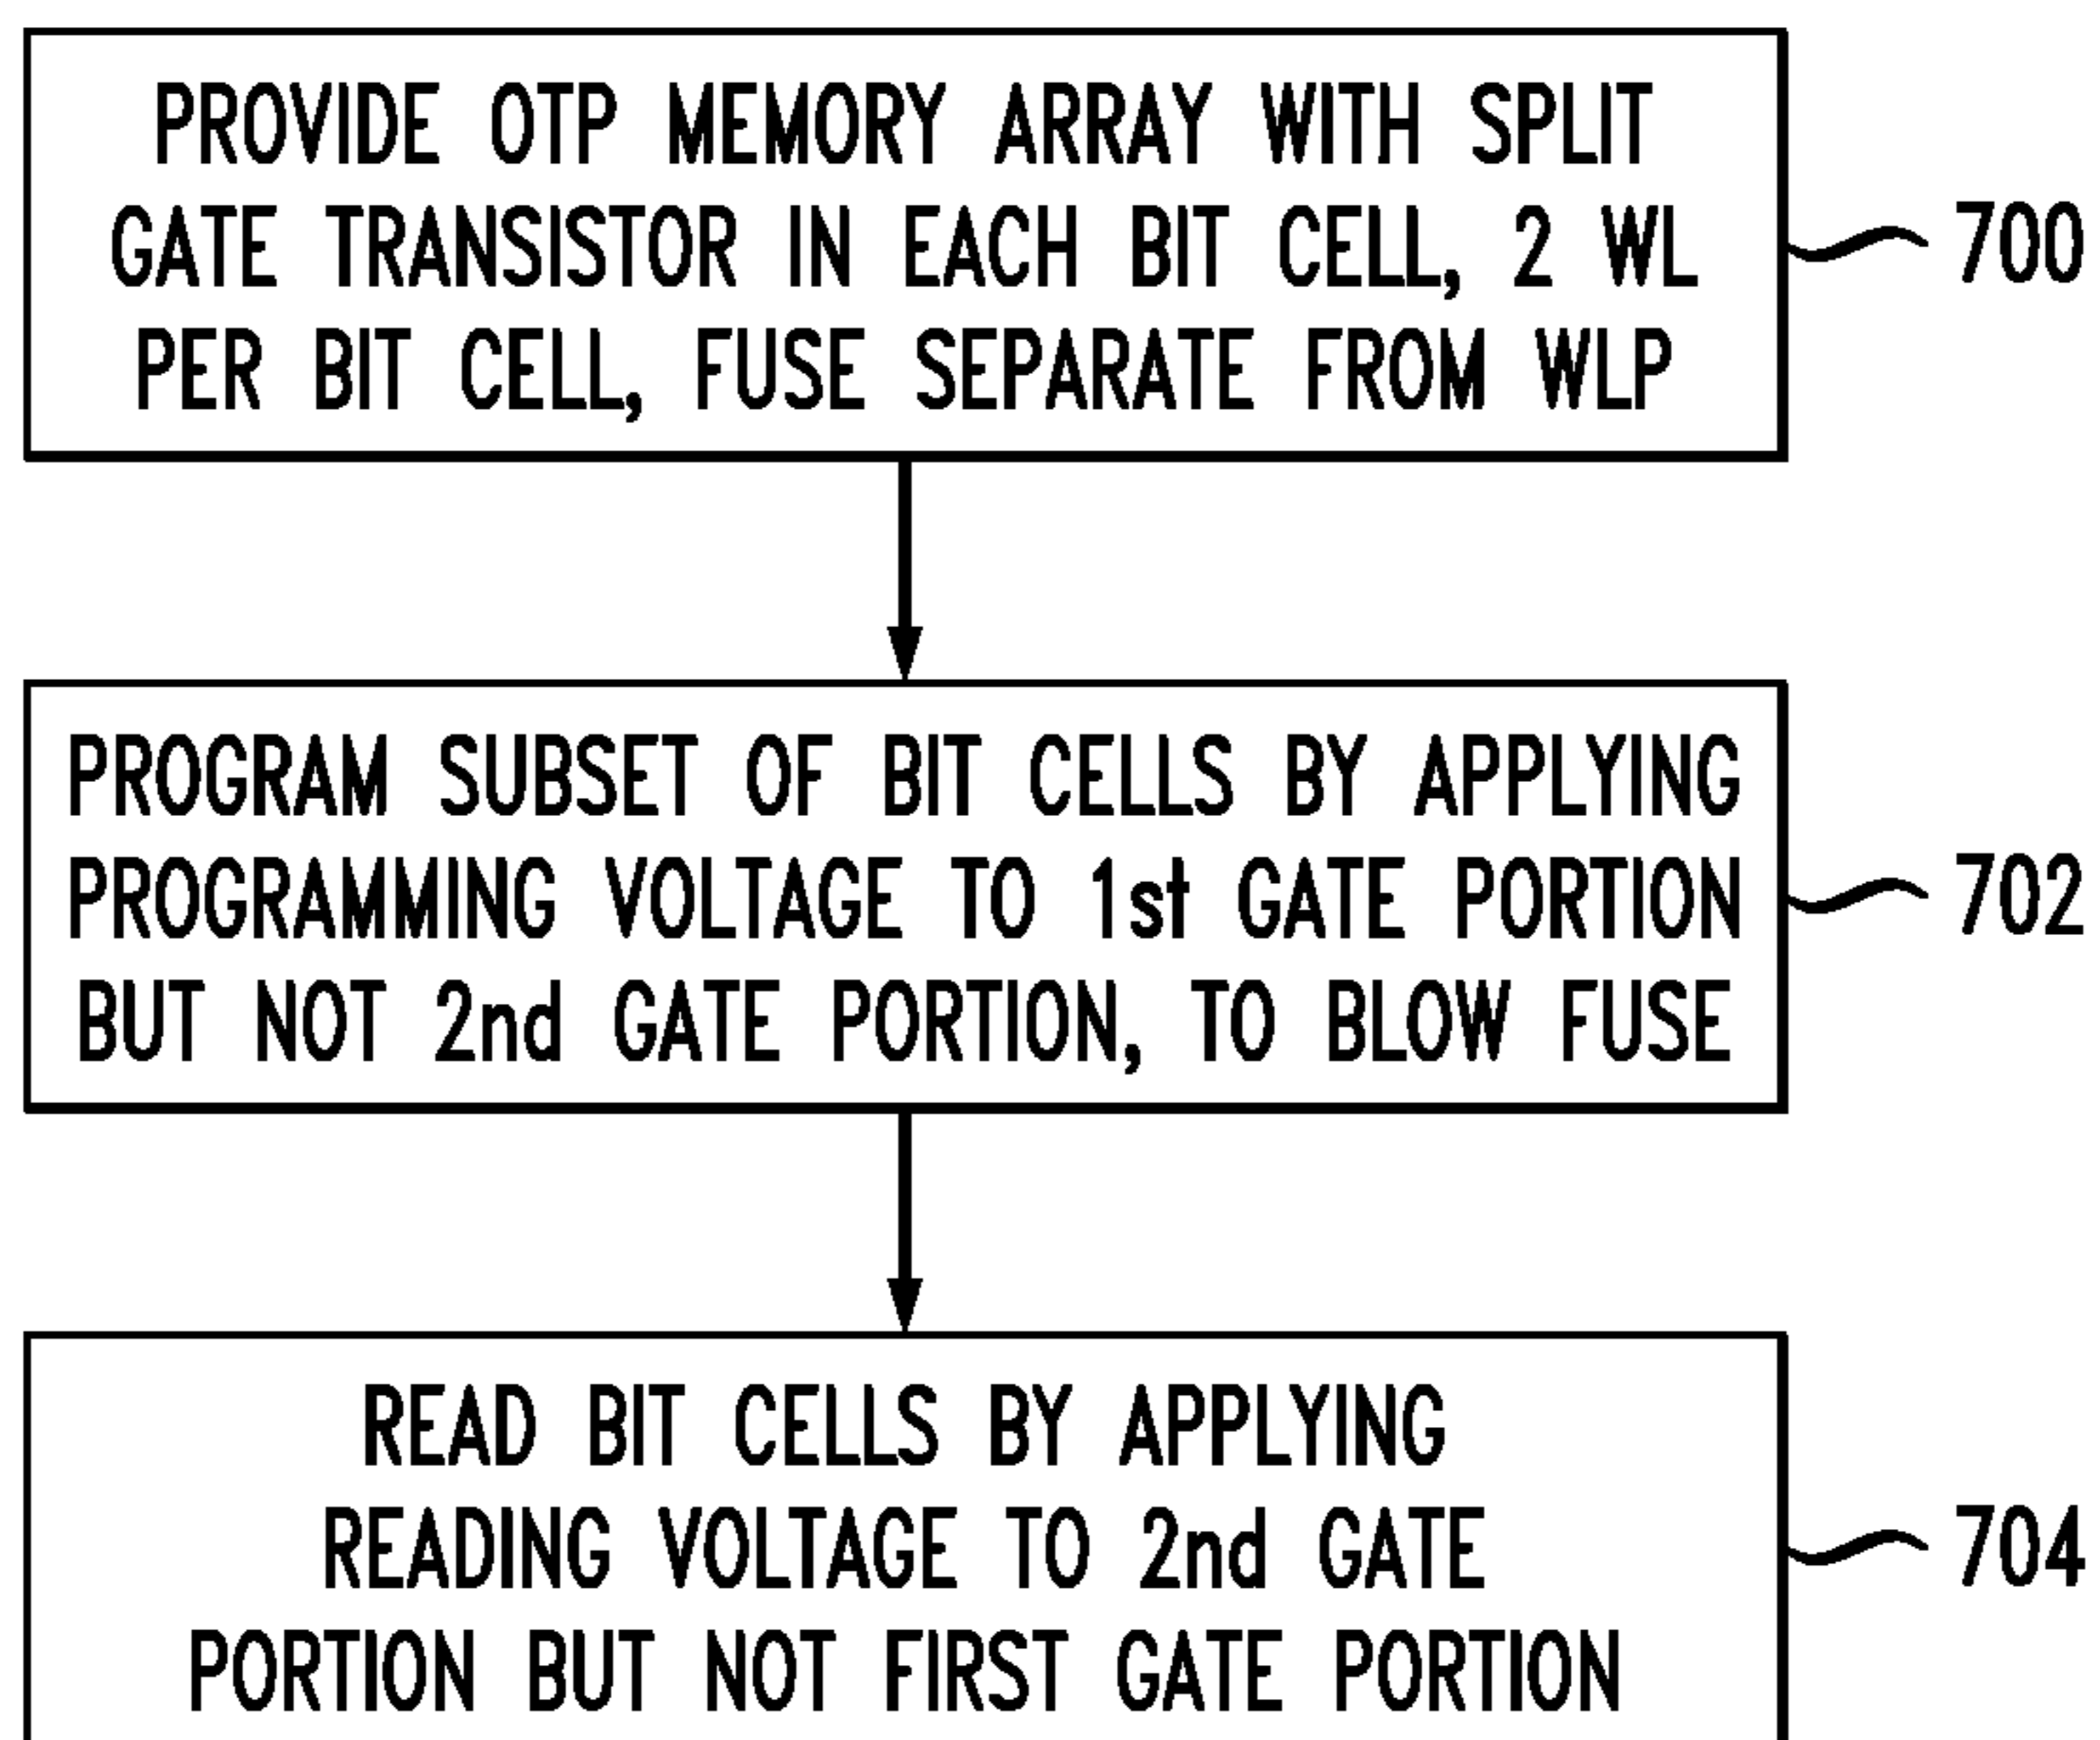 PROVIDE OTP MEMORY ARRAY WITH SPLIT
GATE TRANSISTOR IN EACH BIT CELL, 2 WL
PER BIT CELL, FUSE SEPARATE FROM WLP
700
PROGRAM SUBSET OF BIT CELLS BY APPLYING
PROGRAMMING VOLTAGE TO 1st GATE PORTION
BUT NOT 2nd GATE PORTION, TO BLOW FUSE
702
READ BIT CELLS BY APPLYING
READING VOLTAGE TO 2nd GATE
PORTION BUT NOT FIRST GATE PORTION
704